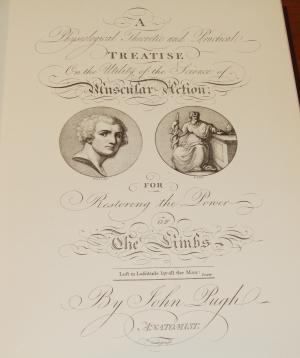 A
Physiological Theoretic and Practical
TREATISE
On the Utility of the Science of
Muscular Action:
FOR
Restoring the Power
OF
The Limbs
By John Pugh
ANATOMIST.